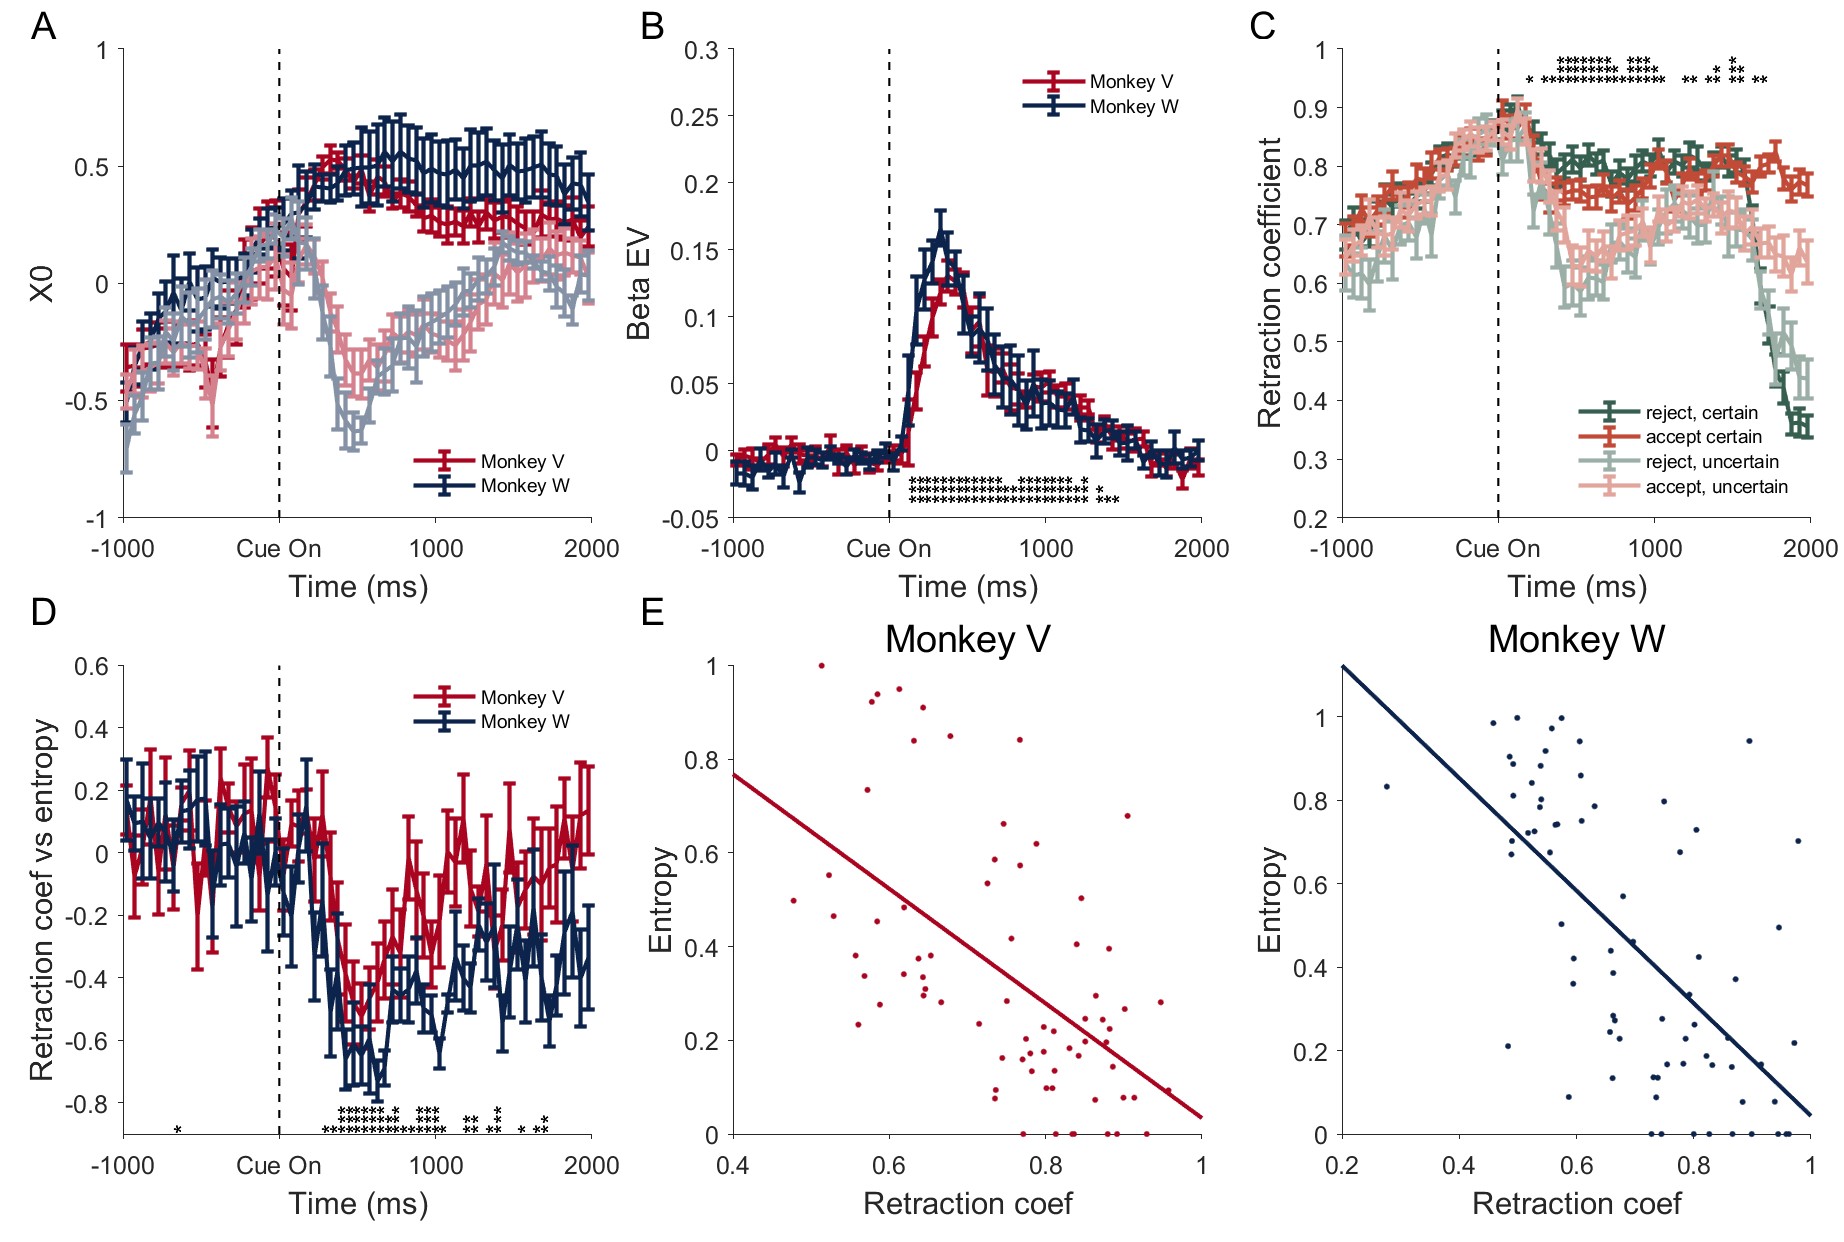 A
1
0.5
0
-0.5
-1
X0
Monkey V
Monkey W
-1000
Cue On
1000
2000
Time (ms)
B
0.3
0.25
0.2
0.15
0.1
0.05
0
-0.05
Beta EV
Monkey V
Monkey W
-1000
Cue On
1000
2000
Time (ms)
C
1
0.9
0.8
0.7
0.6
0.5
0.4
0.3
0.2
Retraction coefficient
reject, certain
accept certain
reject, uncertain
accept, uncertain
-1000
Cue On
1000
2000
Time (ms)
D
0.6
0.4
0.2
0
-0.2
-0.4
-0.6
-0.8
Retraction coef vs entropy
Monkey V
Monkey W
-1000
Cue On
1000
2000
Time (ms)
E
Monkey V
1
0.8
0.6
0.4
0.2
0
Entropy
0.4
0.6
0.8
1
Retraction coef
Monkey W
1
0.8
0.6
0.4
0.2
0
Entropy
0.2
0.4
0.6
0.8
1
Retraction coef